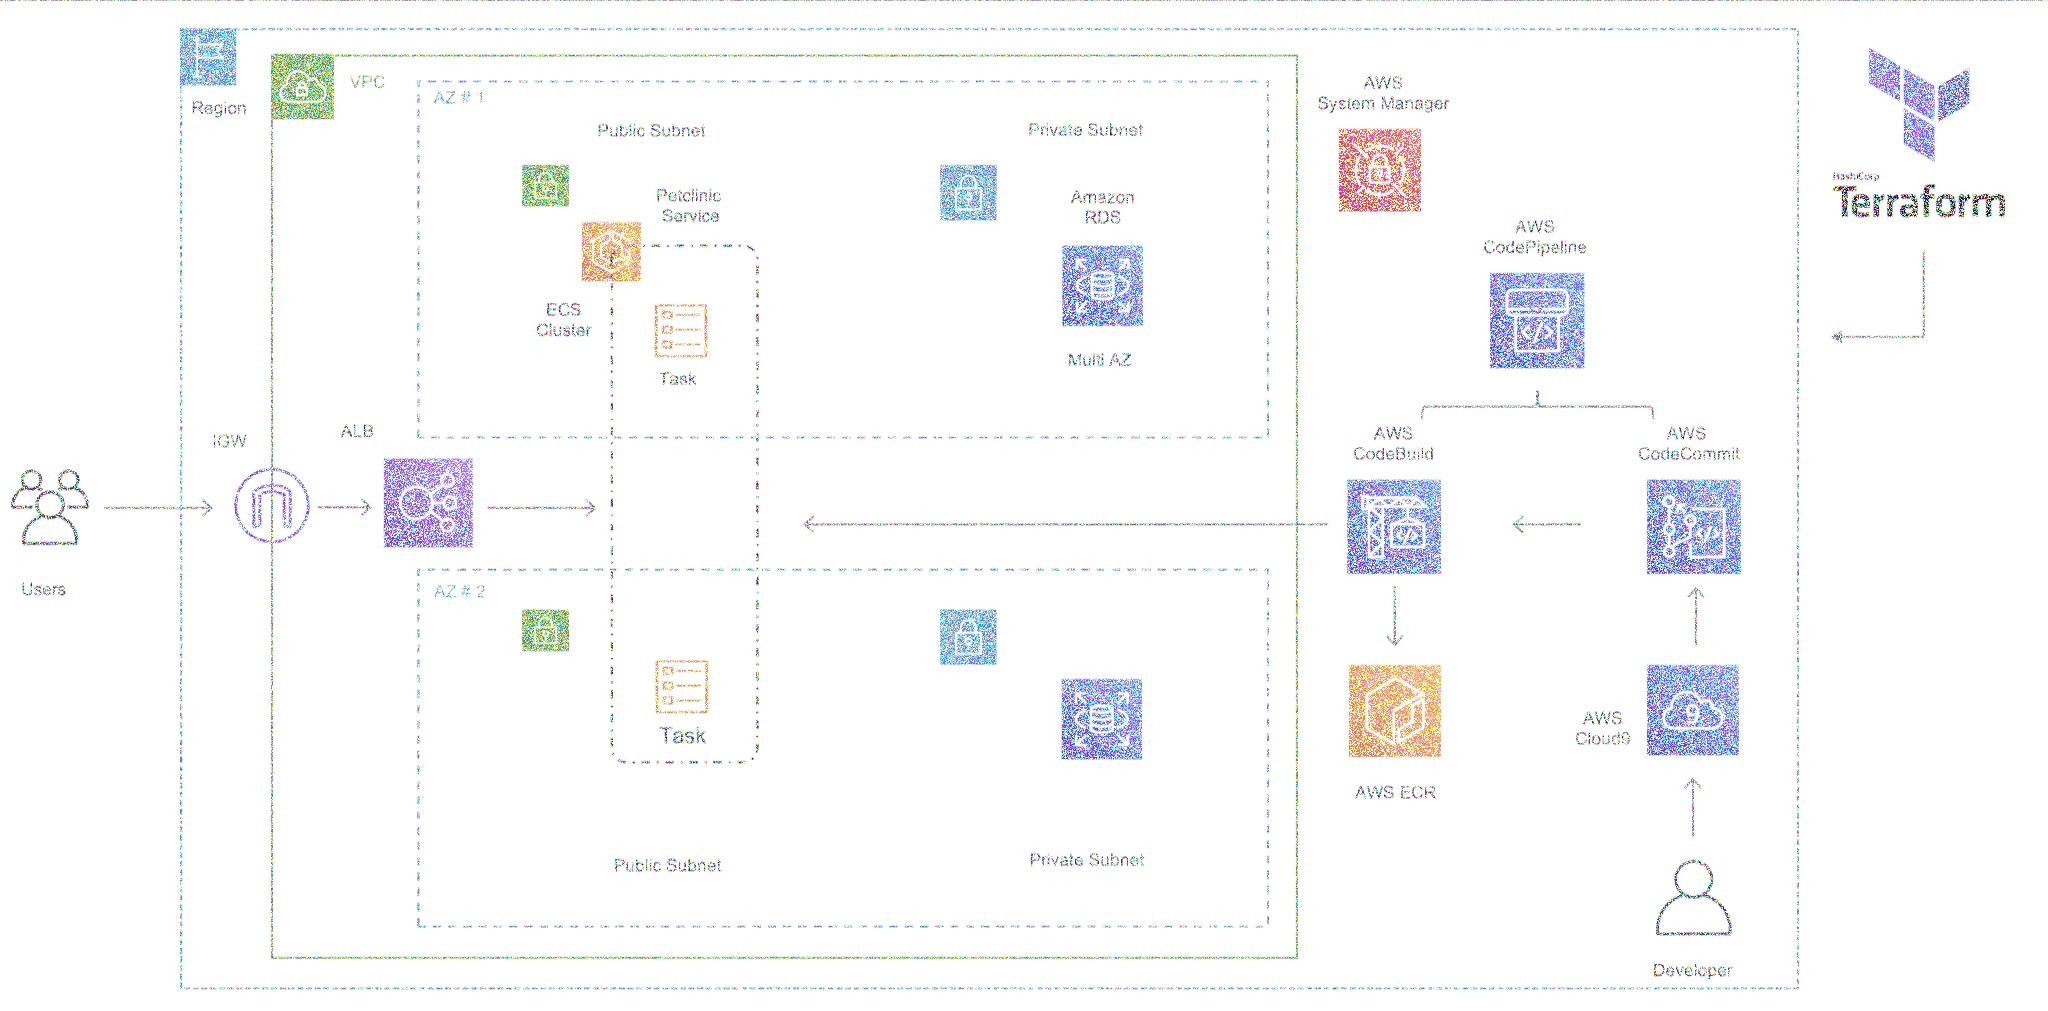 Region
VPC
AZ # 1
Public Subnet
Private Subnet
AWS
System Manager
HashiCorp
Terraform
Petclinic
Service
Amazon
RDS
AWS
CodePipeline
ECS
Cluster
Task
Multi AZ
IGW
ALB
AWS
CodeBuild
AWS
CodeCommit
Users
AZ # 2
Task
AWS
Cloud9
9
AWS ECR
Public Subnet
Private Subnet
Developer